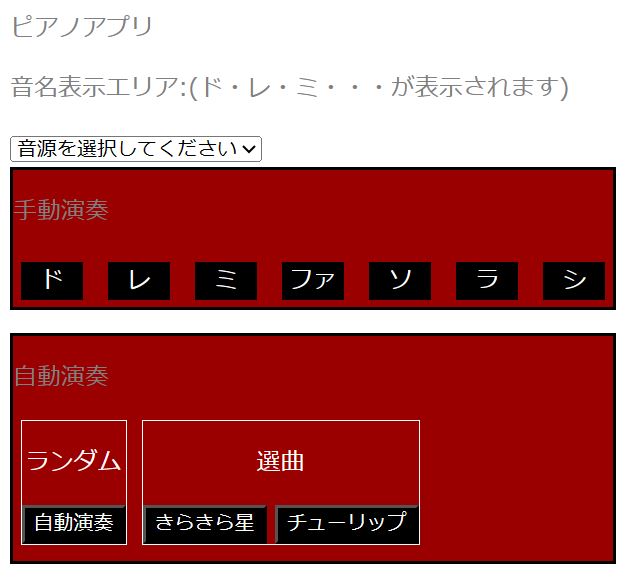 ピアノアプリ
音名表示エリア:(ド・レ・ミ・・・が表示されます)
音源を選択してください
手動演奏
ド レ ミ ファ ソ ラ シ
自動演奏
ランダム 選曲
自動演奏 きらきら星 チューリップ